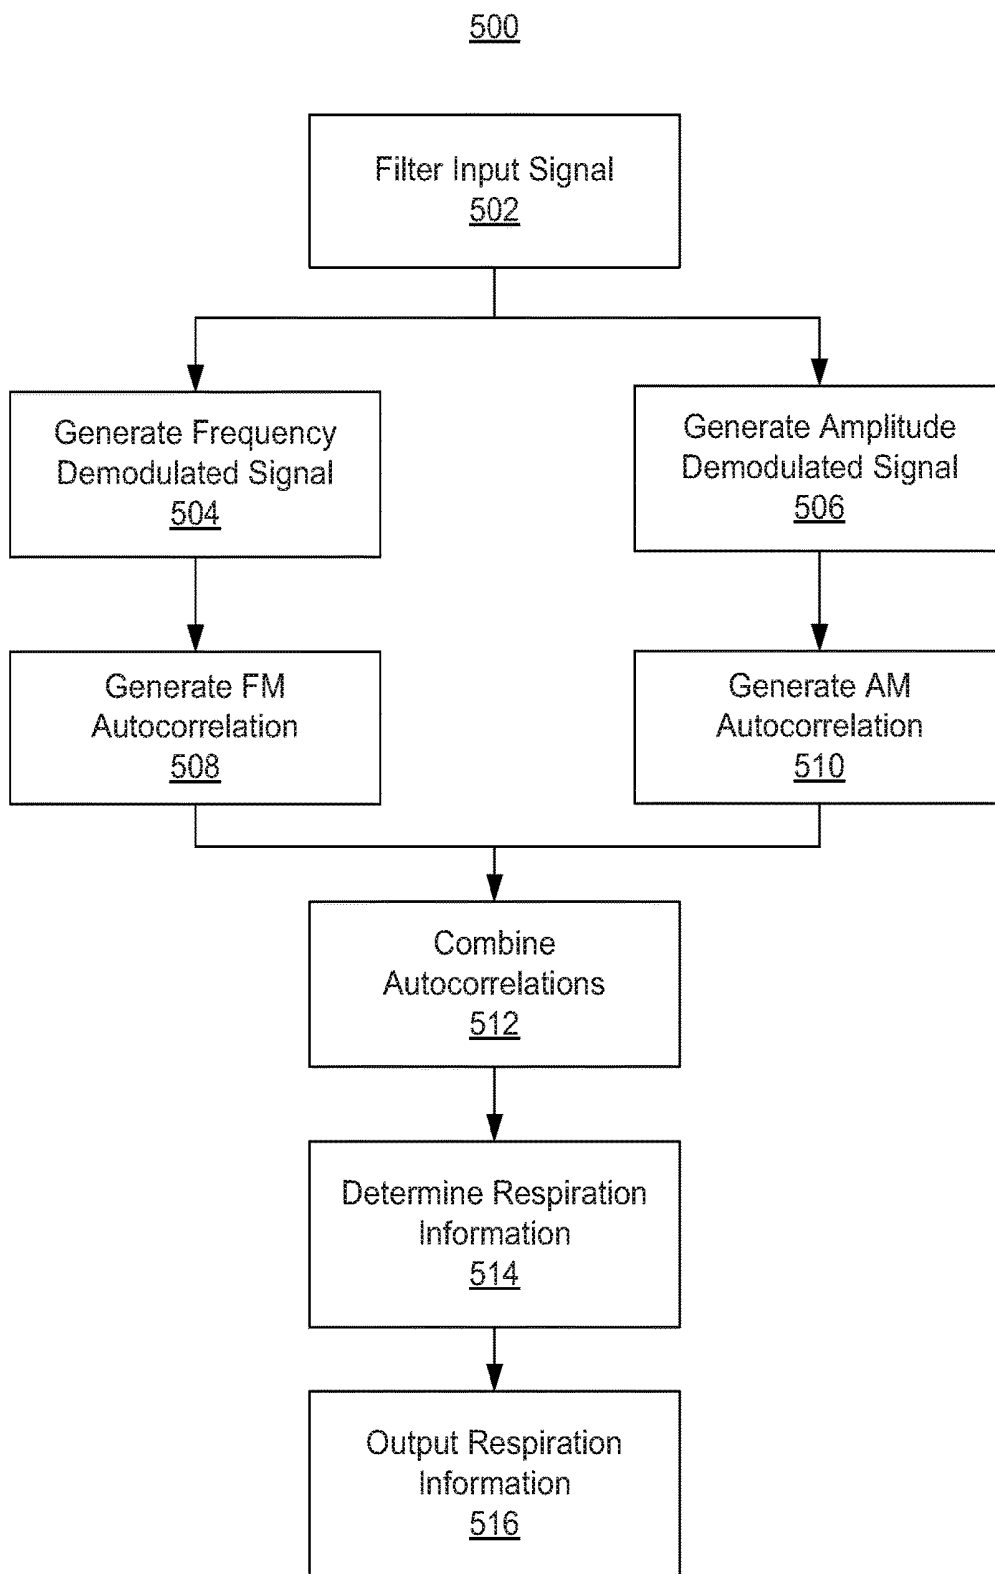 500
Filter Input Signal
502
Generate Frequency
Demodulated Signal
504
Generate Amplitude
Demodulated Signal
506
Generate FM
Autocorrelation
508
Generate AM
Autocorrelation
510
Combine
Autocorrelations
512
Determine Respiration
Information
514
Output Respiration
Information
516